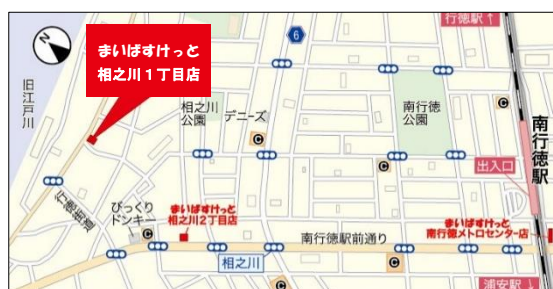 行徳駅↑
6
まいばすけっと
相之川1丁目店
旧江戸川
相之川
公園
デニーズ
C
南行徳
公園
C
C
南行徳駅
出入口
行徳街道
びっくり
ドンキー
C
まいばすけっと
相之川2丁目店
まいばすけっと
南行徳メトロセンター店
南行徳駅前通り
相之川
C
浦安駅↓